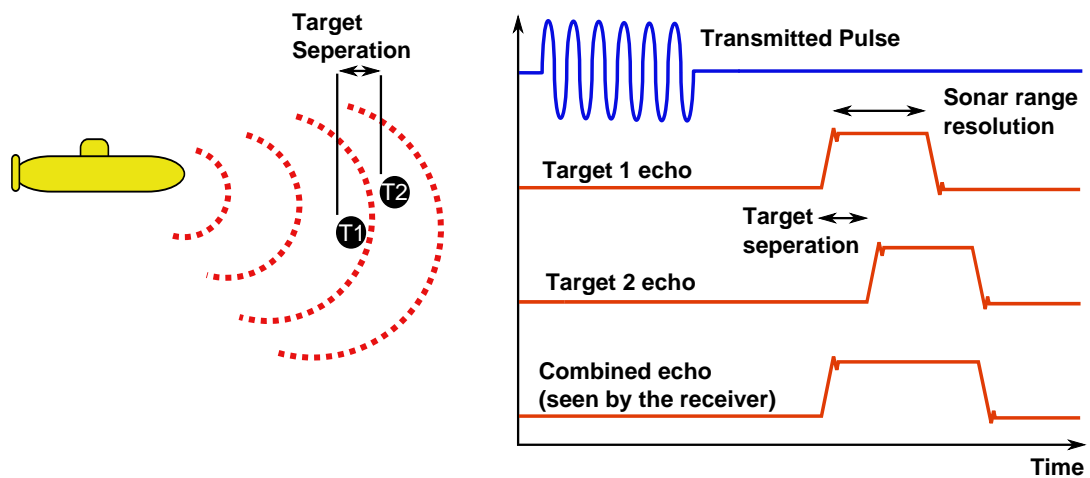 Target
Seperation
T1
T2
Transmitted Pulse
Sonar range
resolution
Target 1 echo
Target
seperation
Target 2 echo
Combined echo
(seen by the receiver)
Time